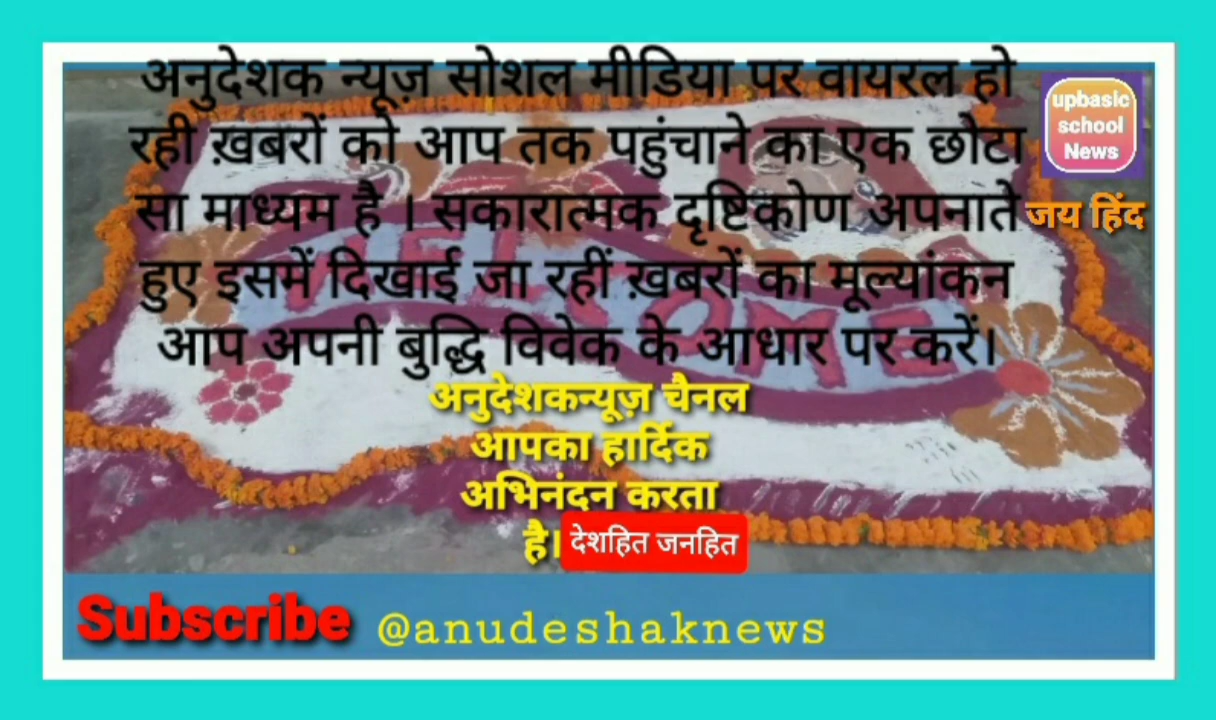 अनुदेशक न्यूज़ सोशल मीडिया पर वायरल हो
रही ख़बरों को आप तक पहुंचाने का एक छोटा
सा माध्यम है । सकारात्मक दृष्टिकोण अपनाते
हुए इसमें दिखाई जा रहीं ख़बरों का मूल्यांकन
आप अपनी बुद्धि विवेक के आधार पर करें।
upbasic
school
News
जय हिंद
WELCOME
अनुदेशकन्यूज़ चैनल
आपका हार्दिक
अभिनंदन करता
है।
देशहित जनहित
Subscribe
@anudeshaknews